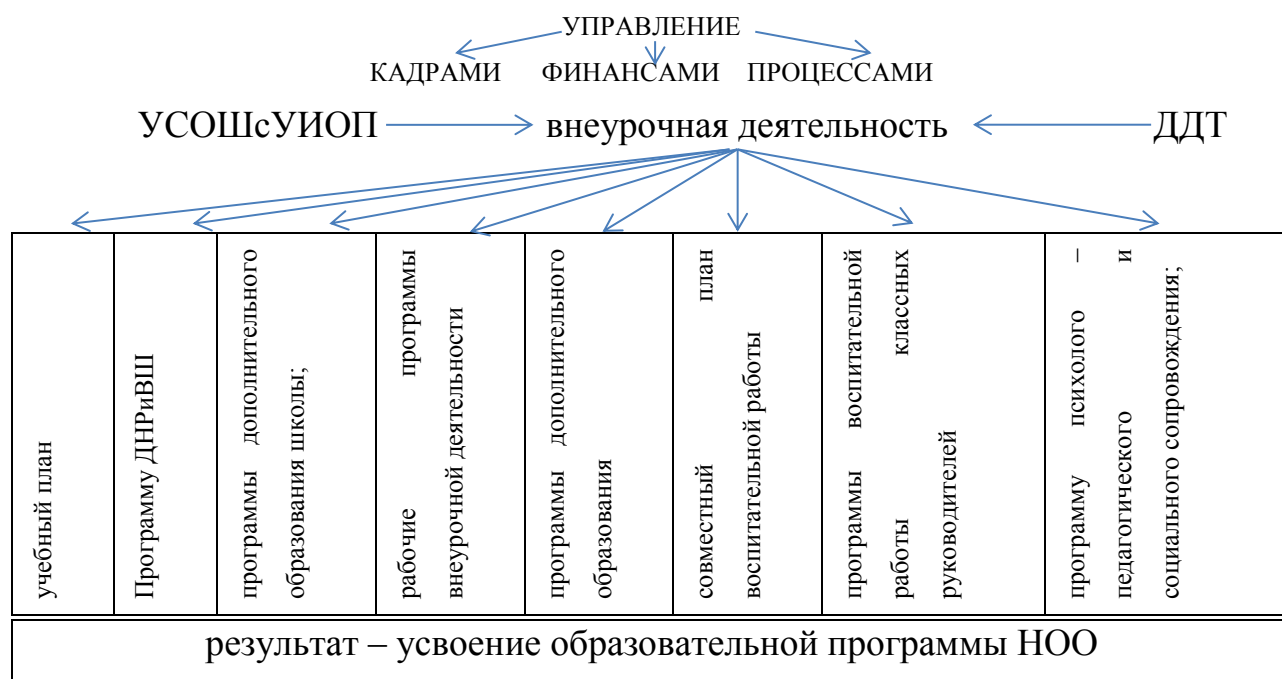 УПРАВЛЕНИЕ
КАДРАМИ ФИНАНСАМИ ПРОЦЕССАМИ
УСОШсУИОП внеурочная деятельность ДДТ
учебный план
Программу ДНРиВШ
программы дополнительного
образования школы;
рабочие программы
внеурочной деятельности
программы дополнительного
образования
совместный план
воспитательной работы
программы воспитательной
работы классных
руководителей
программу психолого –
педагогического и
социального сопровождения;
результат – усвоение образовательной программы НОО